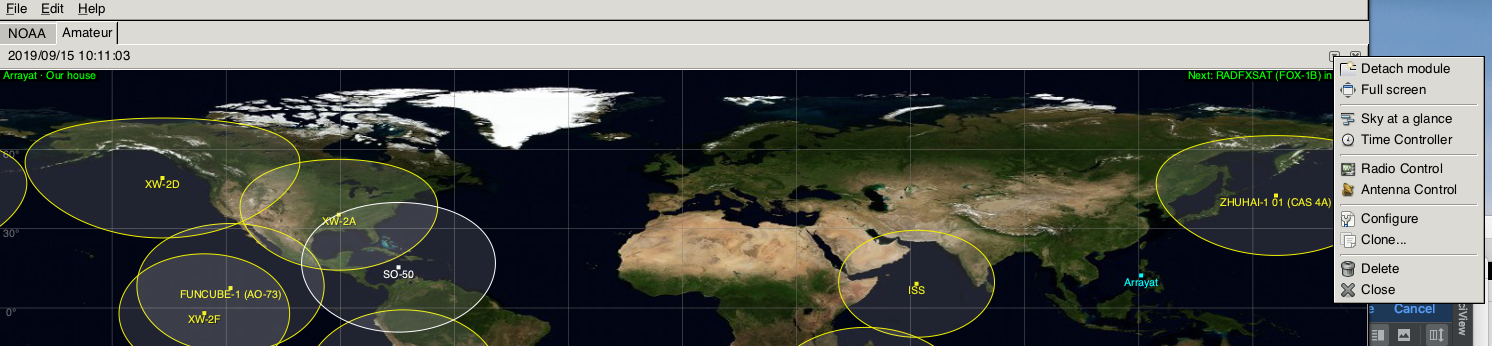 File Edit Help
NOAA Amateur
2019/09/15 10:11:03
Arrayat · Our house
Next: RADFXSAT (FOX-1B) in
Detach module
Full screen
Sky at a glance
Time Controller
Radio Control
Antenna Control
Configure
Clone...
Delete
Close
60°
XW-2D
XW-2A
ZHUHAI-1 01 (CAS 4A)
30°
SO-50
Arrayat
FUNCUBE-1 (AO-73)
ISS
0°
XW-2F
Cancel